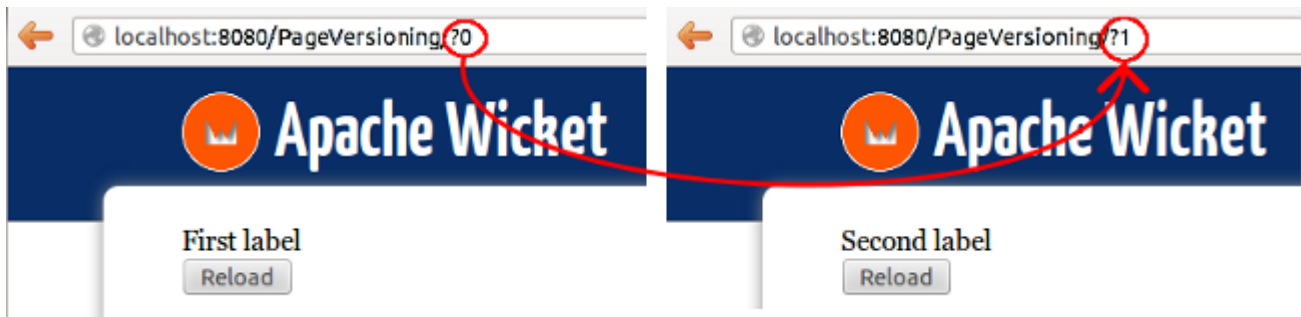 localhost:8080/PageVersioning/?0
Apache Wicket
First label
Reload
localhost:8080/PageVersioning/?1
Apache Wicket
Second label
Reload